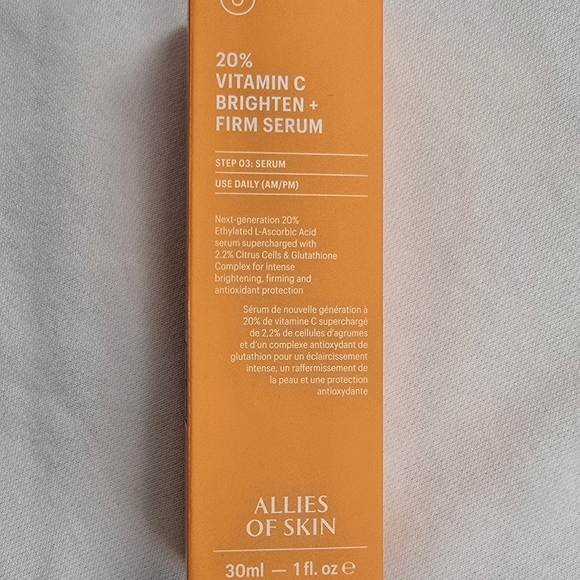 20%
VITAMIN C
BRIGHTEN +
FIRM SERUM
STEP 03: SERUM
USE DAILY (AM/PM)
Next-generation 20%
Ethylated L-Ascorbic Acid
serum supercharged with
2.2% Citrus Cells & Glutathione
Complex for intense
brightening, firming and
antioxidant protection
Sérum de nouvelle génération à
20% de vitamine C superchargé
de 2,2% de cellules d'agrumes
et d'un complexe antioxydant de
glutathion pour un éclaircissement
intense, un raffermissement de
la peau et une protection
antioxydante
ALLIES
OF SKIN
30ml — 1 fl. oz ℮